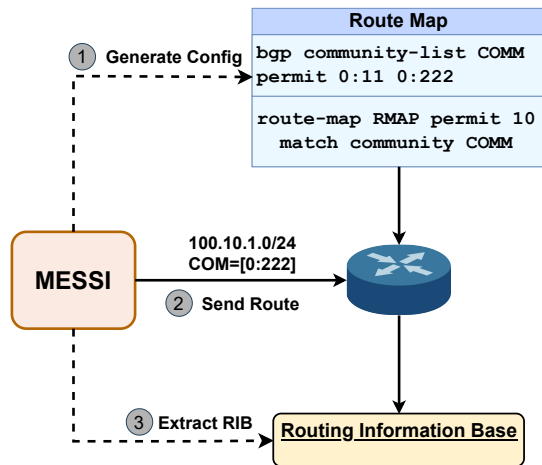 Route Map
1 Generate Config
bgp community-list COMM
permit 0:11 0:222
route-map RMAP permit 10
match community COMM
100.10.1.0/24
COM=[0:222]
MESSI
2 Send Route
3 Extract RIB
Routing Information Base